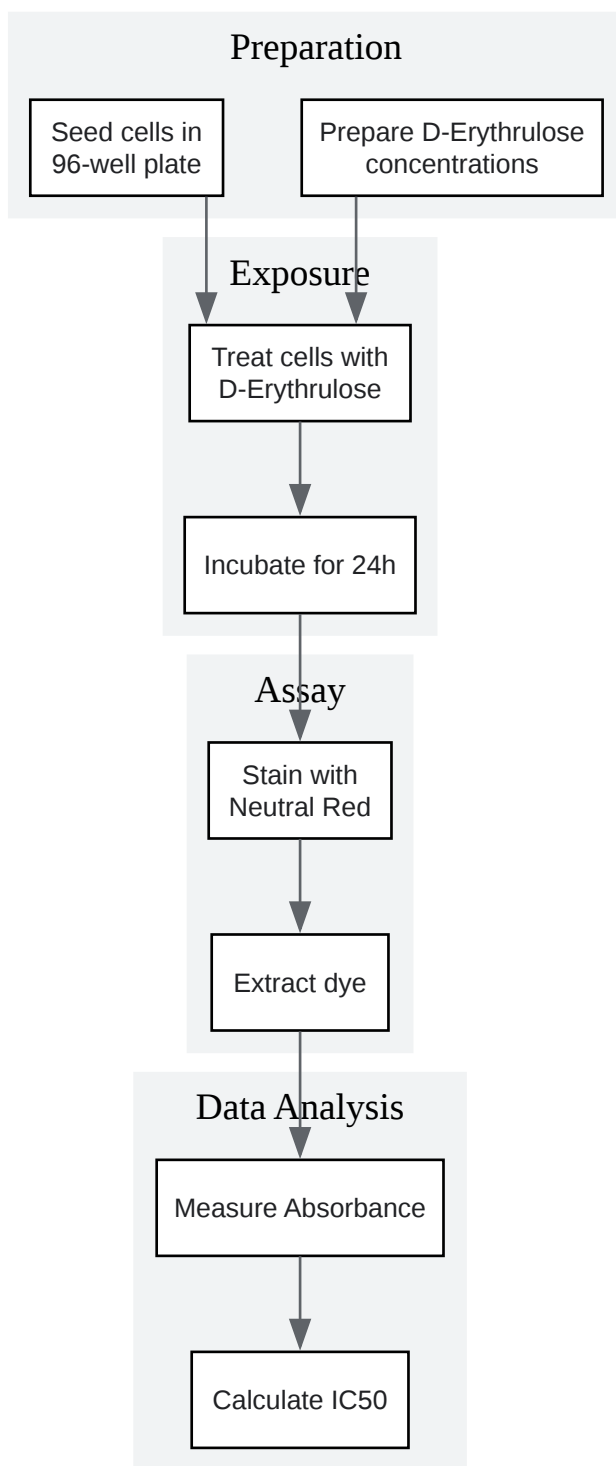 Preparation
Seed cells in
96-well plate
Prepare D-Erythrulose
concentrations
Exposure
Treat cells with
D-Erythrulose
Incubate for 24h
Assay
Stain with
Neutral Red
Extract dye
Data Analysis
Measure Absorbance
Calculate IC50